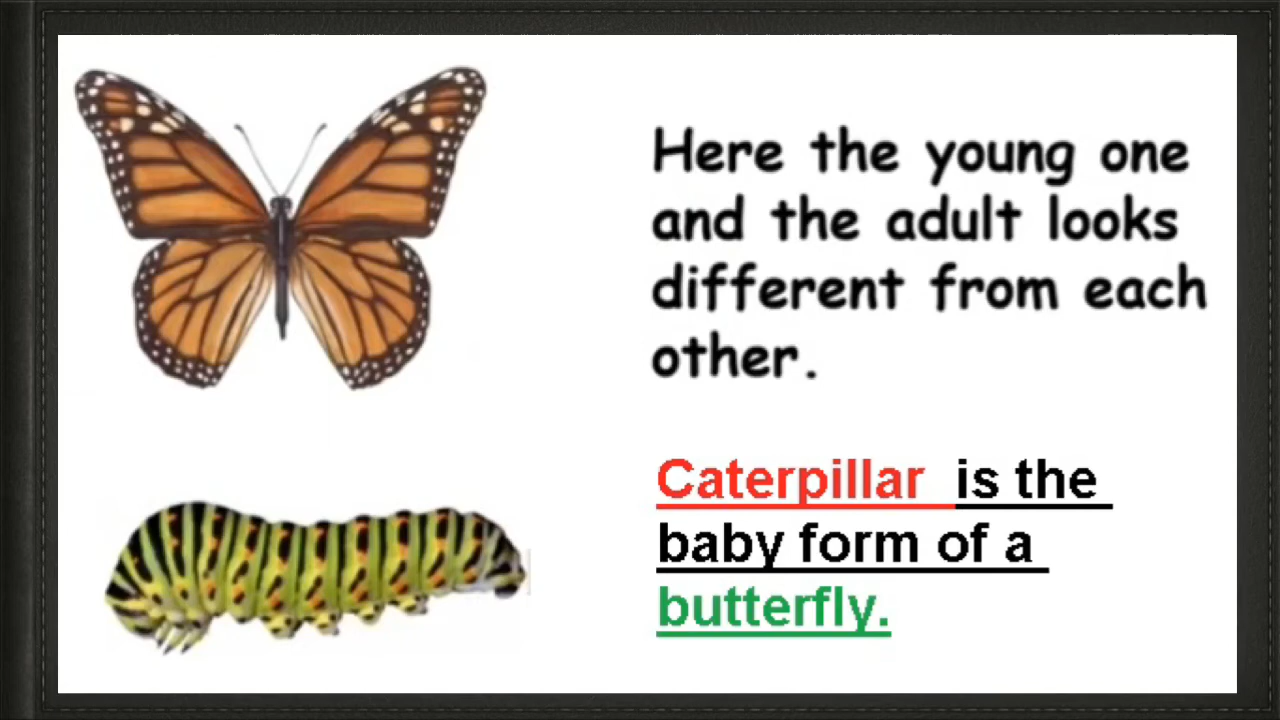 Here the young one
and the adult looks
different from each
other.
Caterpillar is the
baby form of a
butterfly.